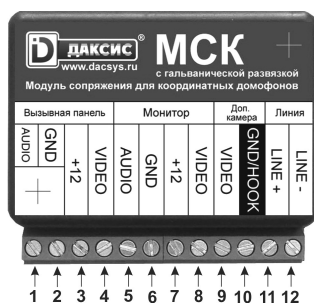 ДАКСИС®
www.dacsys.ru
МСК
с гальванической развязкой
Модуль сопряжения для координатных домофонов
Вызывная панель Монитор Доп. камера Линия
AUDIO GND +12 VIDEO AUDIO GND +12 VIDEO VIDEO GND/HOOK LINE + LINE -
1 2 3 4 5 6 7 8 9 10 11 12